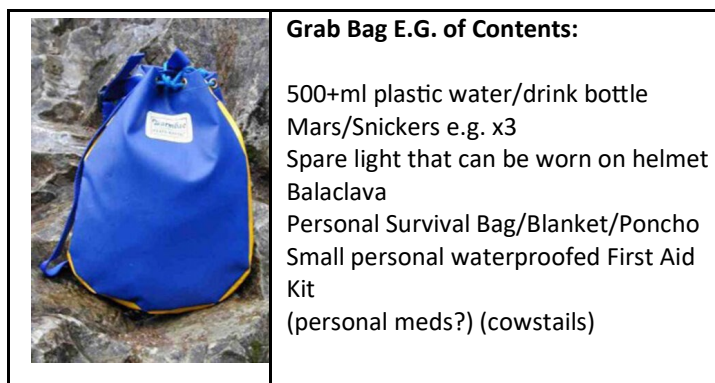 Grab Bag E.G. of Contents:
500+ml plastic water/drink bottle
Mars/Snickers e.g. x3
Spare light that can be worn on helmet
Balaclava
Personal Survival Bag/Blanket/Poncho
Small personal waterproofed First Aid
Kit
(personal meds?) (cowstails)